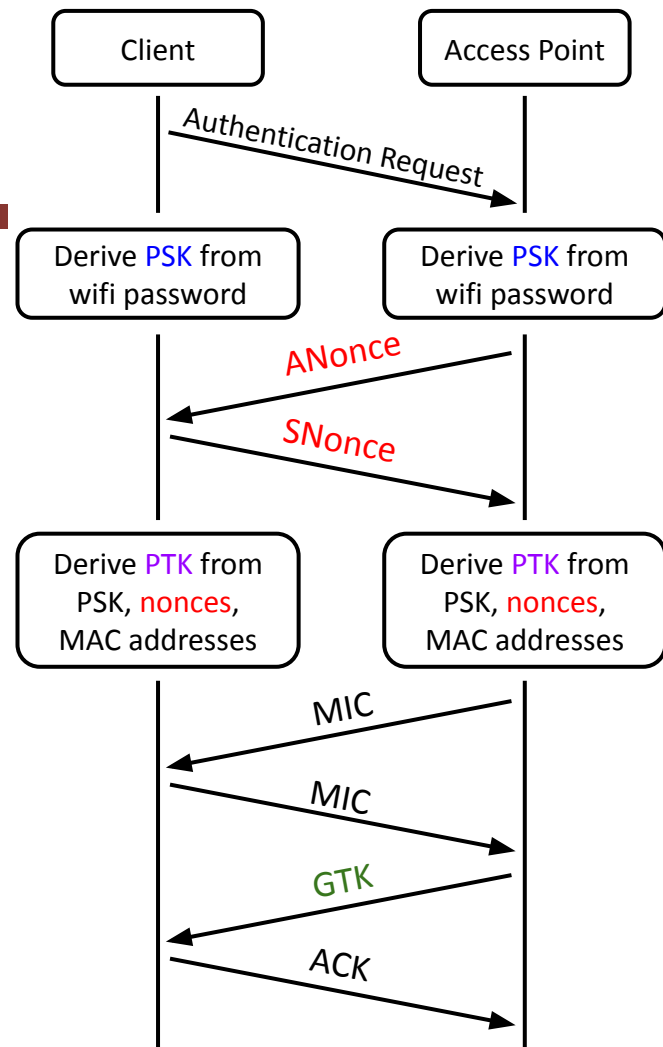 Client
Access Point
Authentication Request
Derive PSK from
wifi password
Derive PSK from
wifi password
ANonce
SNonce
Derive PTK from
PSK, nonces,
MAC addresses
Derive PTK from
PSK, nonces,
MAC addresses
MIC
MIC
GTK
ACK